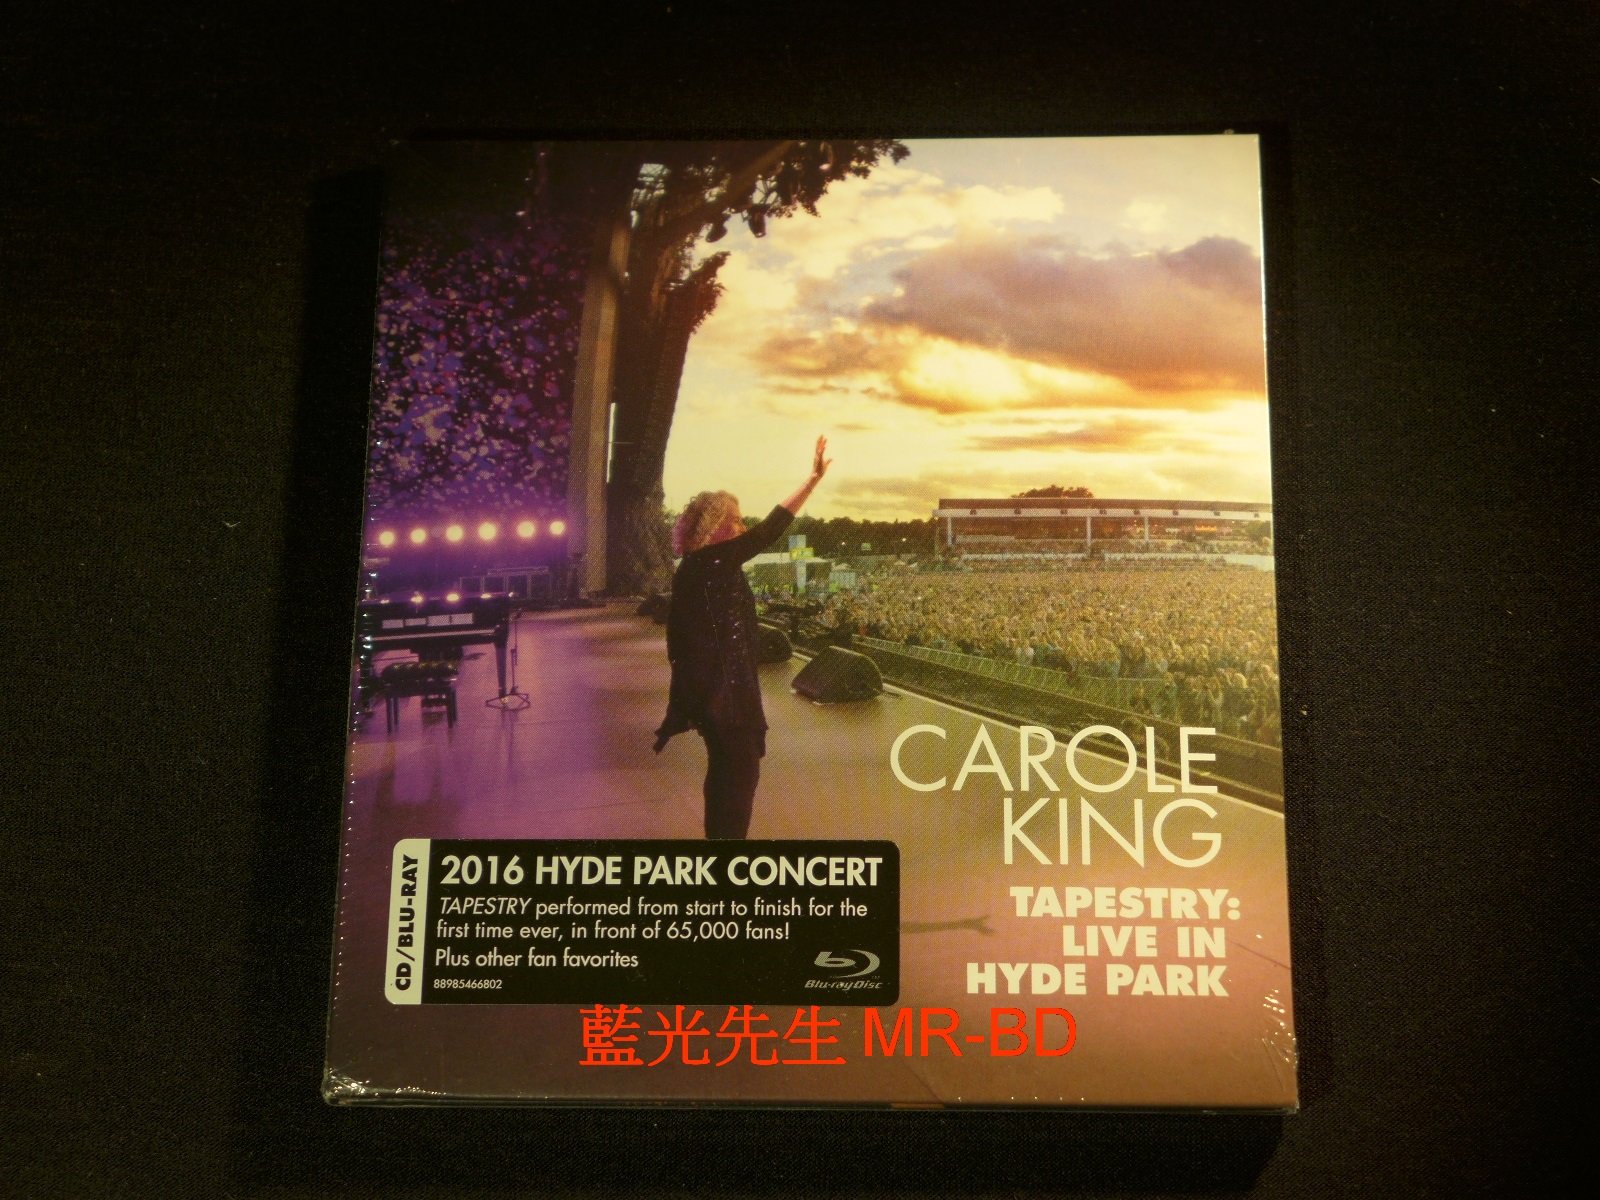 CAROLE
KING
TAPESTRY:
LIVE IN
HYDE PARK
CD/BLU-RAY
2016 HYDE PARK CONCERT
TAPESTRY performed from start to finish for the
first time ever, in front of 65,000 fans!
Plus other fan favorites
88985466802
Blu-ray Disc
藍光先生 MR-BD